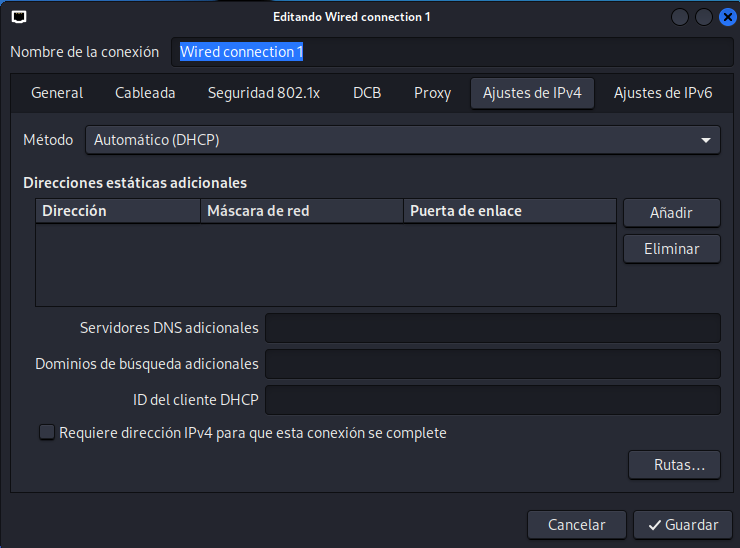 Editando Wired connection 1
Nombre de la conexión Wired connection 1
General Cableada Seguridad 802.1x DCB Proxy Ajustes de IPv4 Ajustes de IPv6
Método Automático (DHCP)
Direcciones estáticas adicionales
Dirección Máscara de red Puerta de enlace Añadir
Eliminar
Servidores DNS adicionales
Dominios de búsqueda adicionales
ID del cliente DHCP
Requiere dirección IPv4 para que esta conexión se complete
Rutas...
Cancelar Guardar